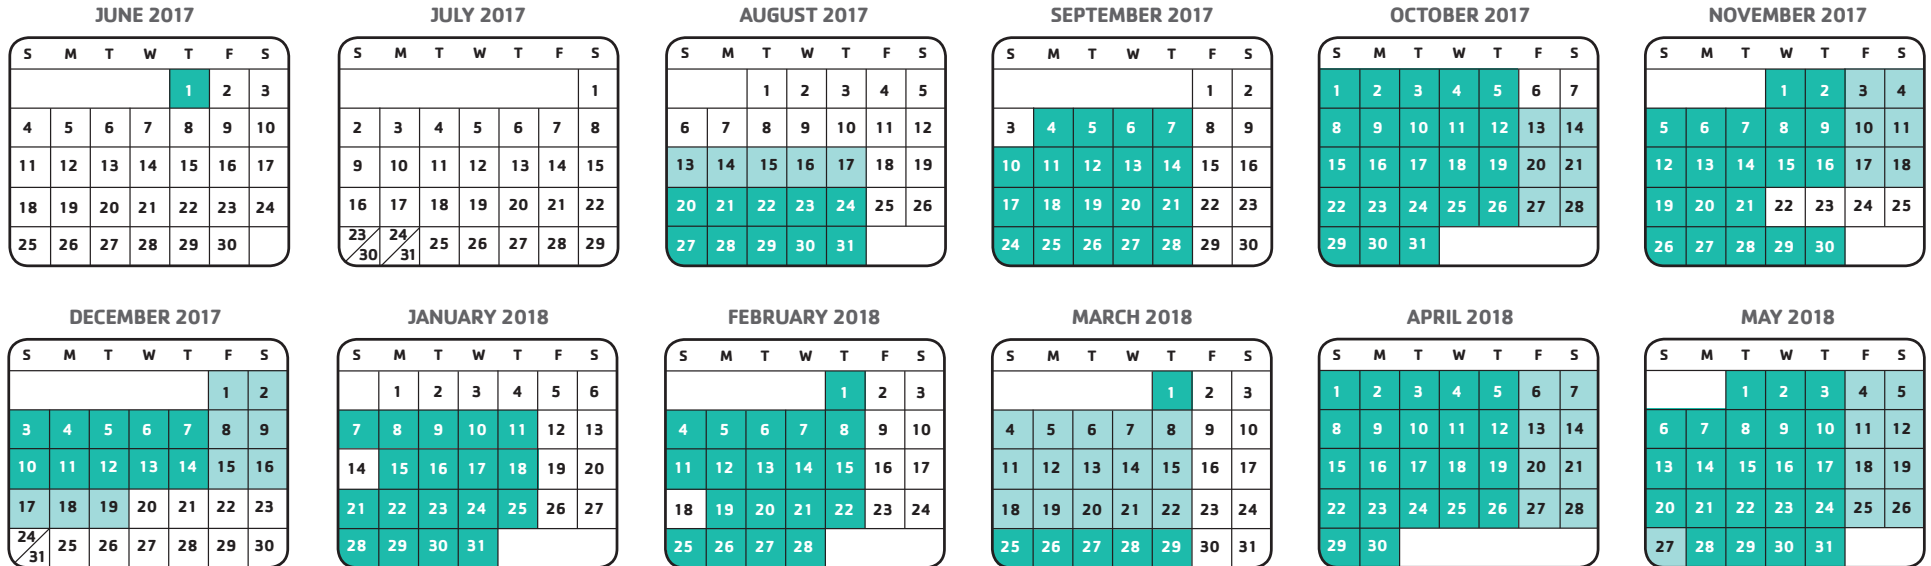 JUNE 2017
S M T W T F S
1 2 3
4 5 6 7 8 9 10
11 12 13 14 15 16 17
18 19 20 21 22 23 24
25 26 27 28 29 30
JULY 2017
S M T W T F S
1
2 3 4 5 6 7 8
9 10 11 12 13 14 15
16 17 18 19 20 21 22
23/30 24/31 25 26 27 28 29
AUGUST 2017
S M T W T F S
1 2 3 4 5
6 7 8 9 10 11 12
13 14 15 16 17 18 19
20 21 22 23 24 25 26
27 28 29 30 31
SEPTEMBER 2017
S M T W T F S
1 2
3 4 5 6 7 8 9
10 11 12 13 14 15 16
17 18 19 20 21 22 23
24 25 26 27 28 29 30
OCTOBER 2017
S M T W T F S
1 2 3 4 5 6 7
8 9 10 11 12 13 14
15 16 17 18 19 20 21
22 23 24 25 26 27 28
29 30 31
NOVEMBER 2017
S M T W T F S
1 2 3 4
5 6 7 8 9 10 11
12 13 14 15 16 17 18
19 20 21 22 23 24 25
26 27 28 29 30
DECEMBER 2017
S M T W T F S
1 2
3 4 5 6 7 8 9
10 11 12 13 14 15 16
17 18 19 20 21 22 23
24/31 25 26 27 28 29 30
JANUARY 2018
S M T W T F S
1 2 3 4 5 6
7 8 9 10 11 12 13
14 15 16 17 18 19 20
21 22 23 24 25 26 27
28 29 30 31
FEBRUARY 2018
S M T W T F S
1 2 3
4 5 6 7 8 9 10
11 12 13 14 15 16 17
18 19 20 21 22 23 24
25 26 27 28
MARCH 2018
S M T W T F S
1 2 3
4 5 6 7 8 9 10
11 12 13 14 15 16 17
18 19 20 21 22 23 24
25 26 27 28 29 30 31
APRIL 2018
S M T W T F S
1 2 3 4 5 6 7
8 9 10 11 12 13 14
15 16 17 18 19 20 21
22 23 24 25 26 27 28
29 30
MAY 2018
S M T W T F S
1 2 3 4 5
6 7 8 9 10 11 12
13 14 15 16 17 18 19
20 21 22 23 24 25 26
27 28 29 30 31